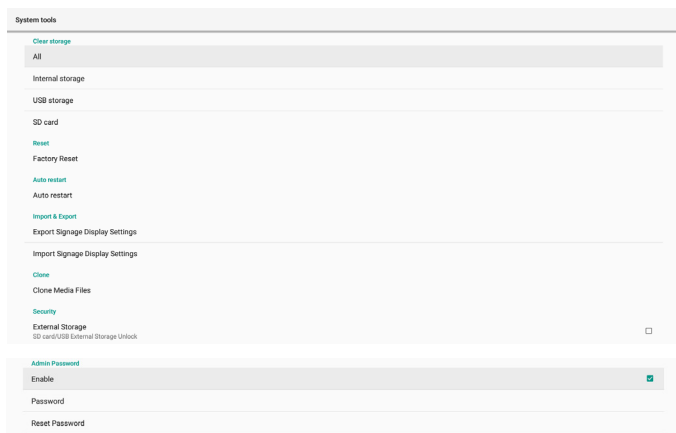 System tools
Clear storage
All
Internal storage
USB storage
SD card
Reset
Factory Reset
Auto restart
Auto restart
Import & Export
Export Signage Display Settings
Import Signage Display Settings
Clone
Clone Media Files
Security
External Storage
SD card/USB External Storage Unlock
Admin Password
Enable
Password
Reset Password